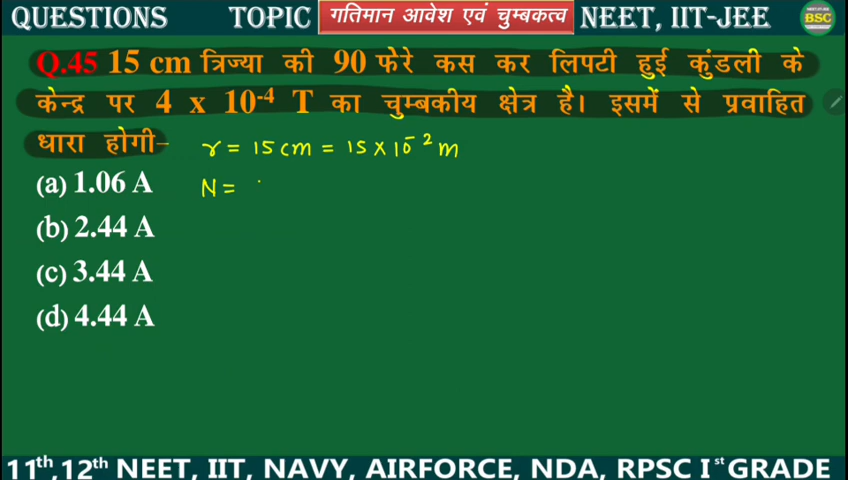 QUESTIONS TOPIC गतिमान आवेश एवं चुम्बकत्व NEET, IIT-JEE
BSC
Q.45 15 cm त्रिज्या की 90 फेरे कस कर लिपटी हुई कुंडली के
केन्द्र पर 4 x 10⁻⁴ T का चुम्बकीय क्षेत्र है। इसमें से प्रवाहित
धारा होगी-
r = 15 cm = 15 × 10⁻² m
(a) 1.06 A
N =
(b) 2.44 A
(c) 3.44 A
(d) 4.44 A
11th,12th NEET, IIT, NAVY, AIRFORCE, NDA, RPSC Ist GRADE